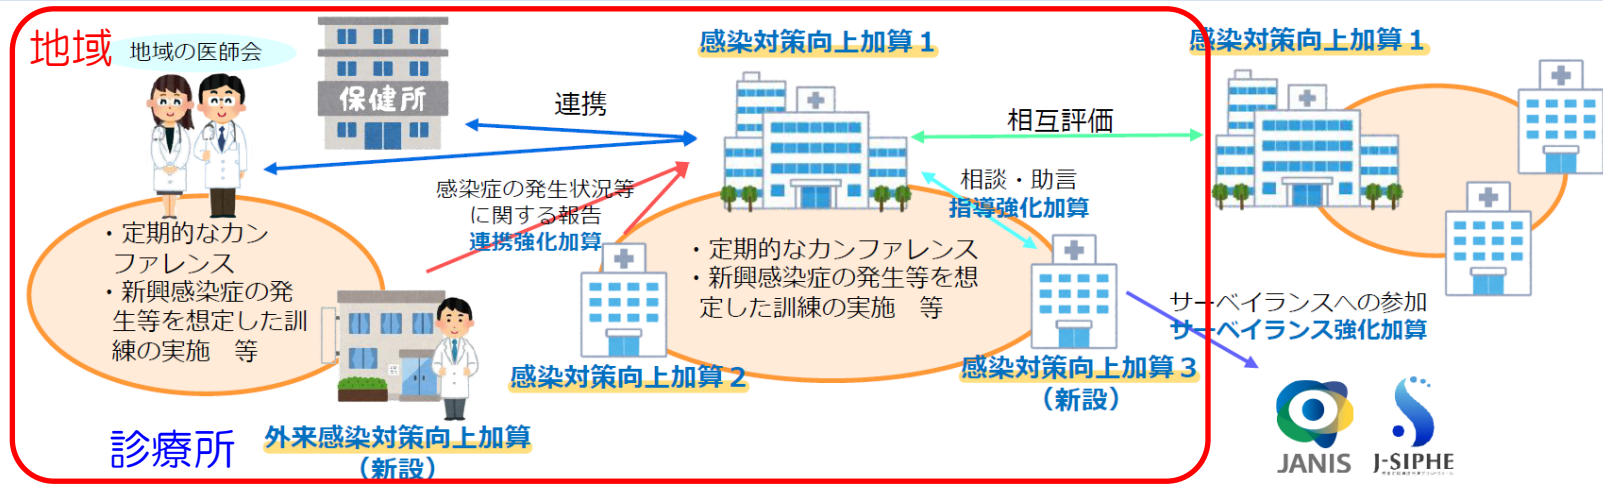 地域
地域の医師会
保健所
連携
感染対策向上加算1
相互評価
感染対策向上加算1
感染症の発生状況等
に関する報告
連携強化加算
相談・助言
指導強化加算
・定期的なカン
ファレンス
・新興感染症の発
生等を想定した訓
練の実施　等
・定期的なカンファレンス
・新興感染症の発生等を想
定した訓練の実施　等
サーベイランスへの参加
サーベイランス強化加算
感染対策向上加算2
感染対策向上加算3
（新設）
診療所
外来感染対策向上加算
（新設）
JANIS
J-SIPHE